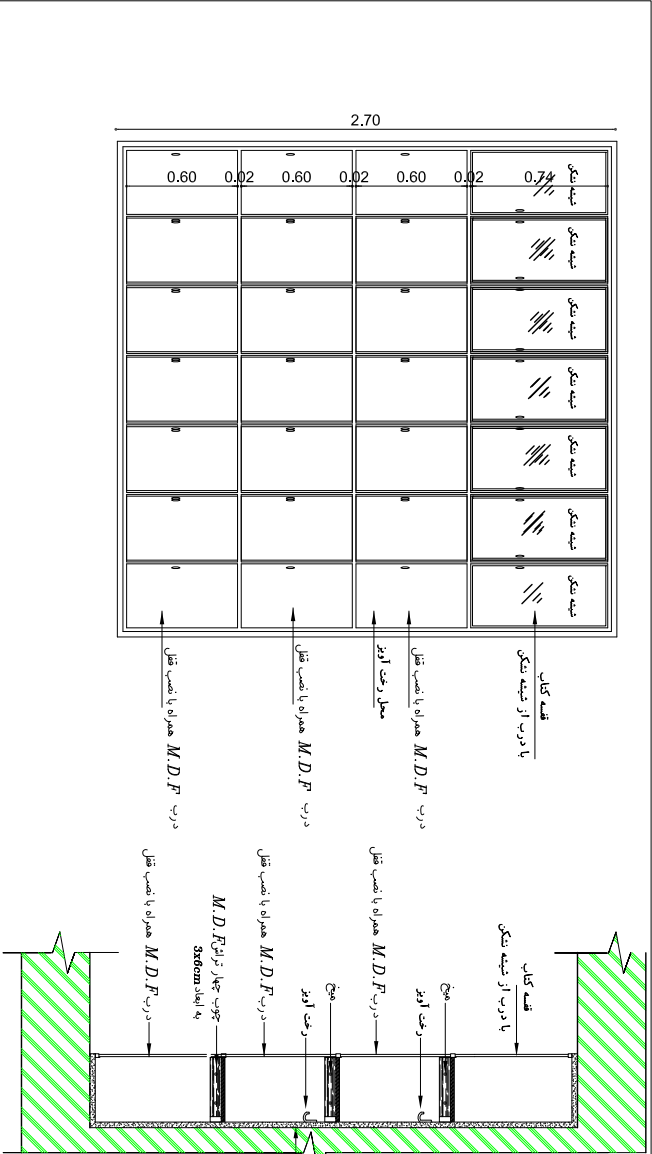 2.70
0.60
0.02
0.60
0.02
0.60
0.02
0.74
شیشه نشکن
شیشه نشکن
شیشه نشکن
شیشه نشکن
شیشه نشکن
شیشه نشکن
شیشه نشکن
قفسه کتاب
با درب از شیشه نشکن
درب M.D.F همراه با نصب قفل
محل رخت آویز
درب M.D.F همراه با نصب قفل
درب M.D.F همراه با نصب قفل
قفسه کتاب
با درب از شیشه نشکن
میخ
رخت آویز
درب M.D.F همراه با نصب قفل
میخ
رخت آویز
درب M.D.F همراه با نصب قفل
چوب چهار تراش M.D.F
به ابعاد 3x6cm
درب M.D.F همراه با نصب قفل